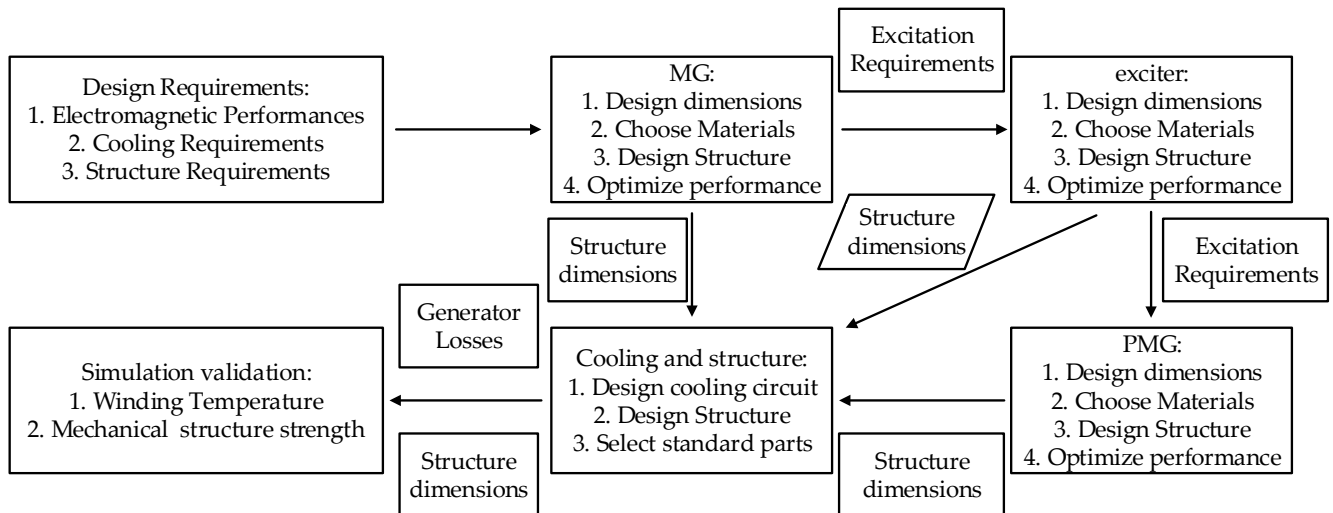 Design Requirements:
1. Electromagnetic Performances
2. Cooling Requirements
3. Structure Requirements
MG:
1. Design dimensions
2. Choose Materials
3. Design Structure
4. Optimize performance
Excitation
Requirements
exciter:
1. Design dimensions
2. Choose Materials
3. Design Structure
4. Optimize performance
Structure
dimensions
Structure
dimensions
Excitation
Requirements
Generator
Losses
Simulation validation:
1. Winding Temperature
2. Mechanical structure strength
Cooling and structure:
1. Design cooling circuit
2. Design Structure
3. Select standard parts
PMG:
1. Design dimensions
2. Choose Materials
3. Design Structure
4. Optimize performance
Structure
dimensions
Structure
dimensions